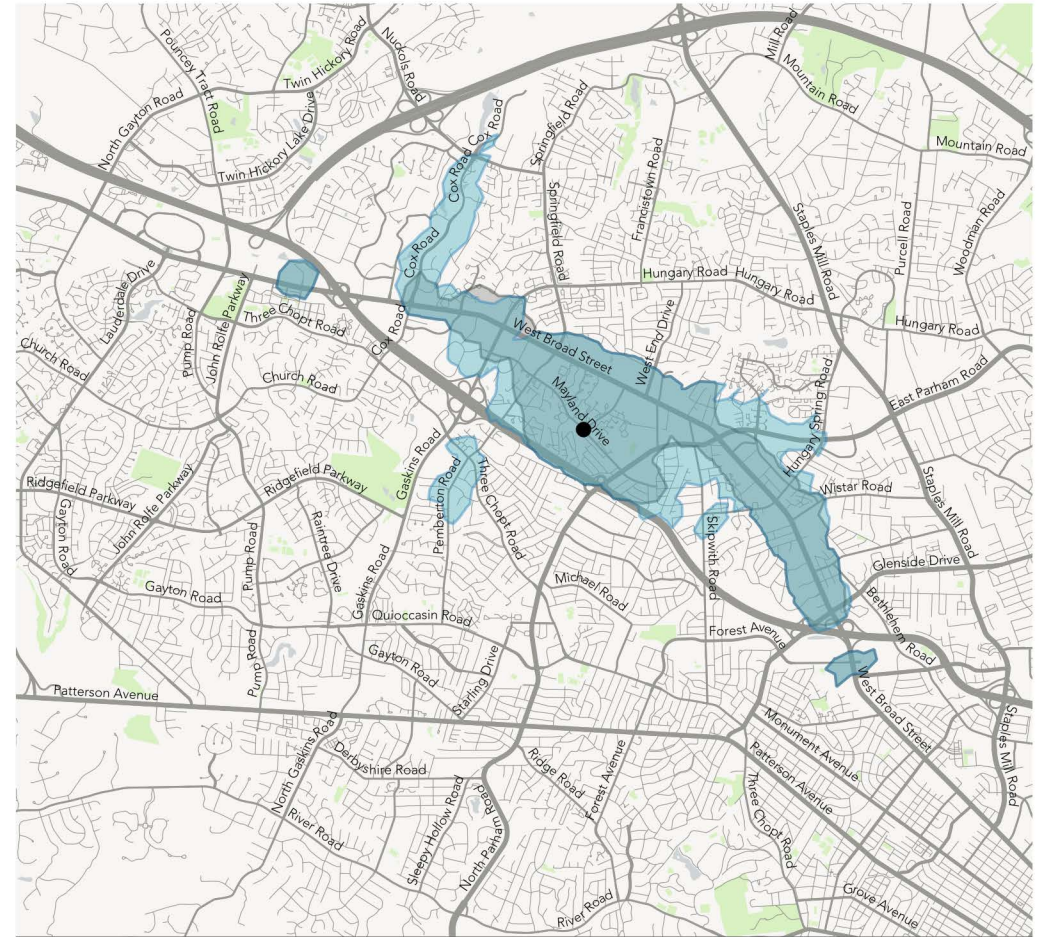 Pouncey Tract Road
Nuckols Road
Twin Hickory Road
Mill Road
Mountain Road
North Gayton Road
Twin Hickory Lake Drive
Cox Road
Springfield Road
Mountain Road
Cox Road
Francistown Road
Springfield Road
Staples Mill Road
Purcell Road
Woodman Road
Cox Road
Lauderdale Drive
Hungary Road
Hungary Road
John Rolfe Parkway
Three Chopt Road
Pump Road
Cox Road
West Broad Street
West End Drive
Hungary Road
Church Road
Church Road
Mayland Drive
East Parham Road
Hungary Spring Road
Gaskins Road
Ridgefield Parkway
Ridgefield Parkway
John Rolfe Parkway
Pemberton Road
Three Chopt Road
Wistar Road
Staples Mill Road
Gayton Road
Pump Road
Raintree Drive
Skipwith Road
Glenside Drive
Gayton Road
Gaskins Road
Michael Road
Bethlehem Road
Quioccasin Road
Forest Avenue
Gayton Road
Pump Road
Starling Drive
Patterson Avenue
West Broad Street
Staples Mill Road
Monument Avenue
North Gaskins Road
Derbyshire Road
Ridge Road
Forest Avenue
Patterson Avenue
River Road
Sleepy Hollow Road
North Parham Road
Three Chopt Road
River Road
Grove Avenue